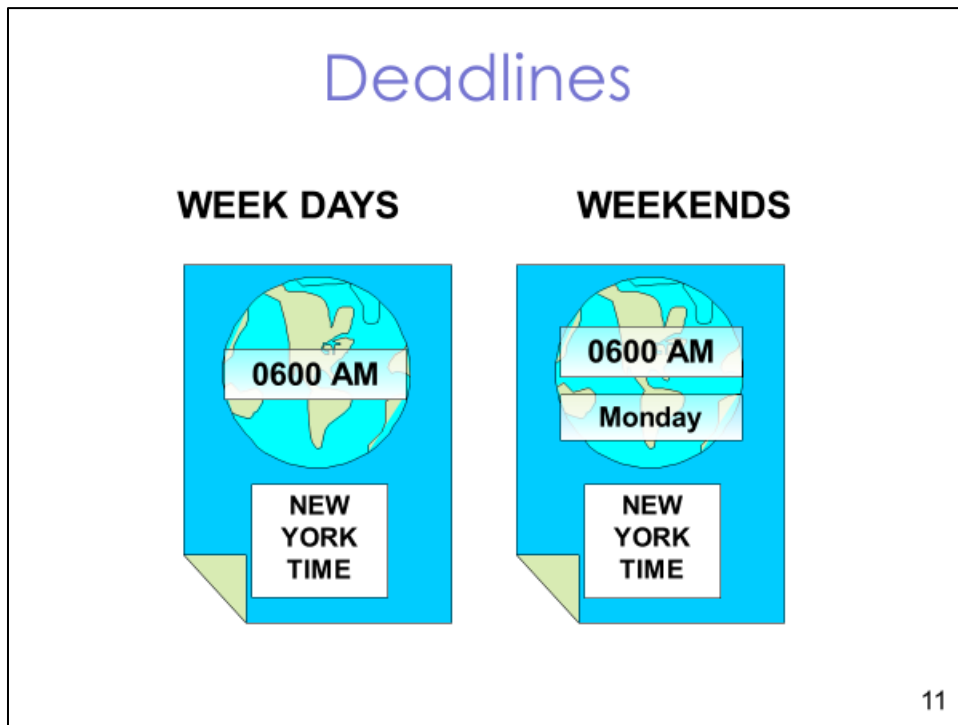 Deadlines
WEEK DAYS
0600 AM
NEW
YORK
TIME
WEEKENDS
0600 AM
Monday
NEW
YORK
TIME
11